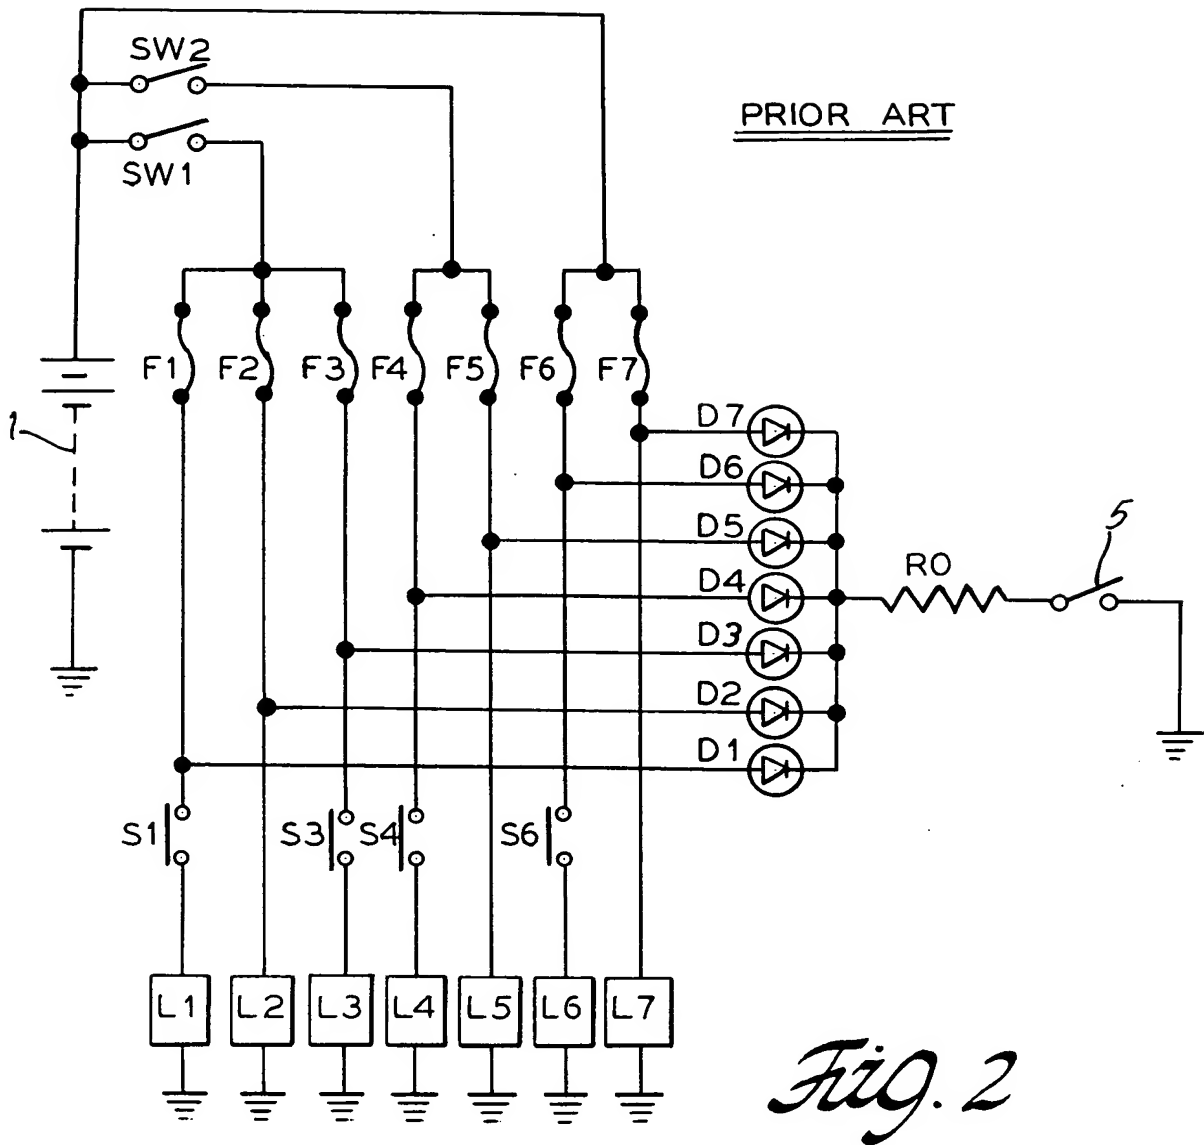 SW2
PRIOR ART
SW1
F1 F2 F3 F4 F5 F6 F7
1
D7
D6
D5
5
D4
R0
D3
D2
D1
S1 S3 S4 S6
L1 L2 L3 L4 L5 L6 L7
Fig. 2